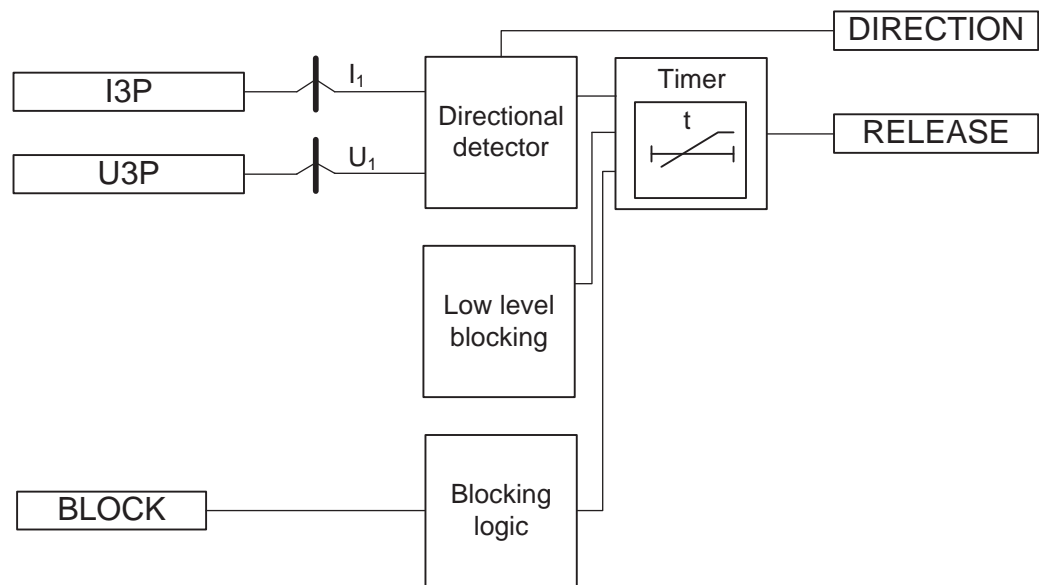 DIRECTION
I3P
I₁
Directional
detector
Timer
t
RELEASE
U3P
U₁
Low level
blocking
BLOCK
Blocking
logic